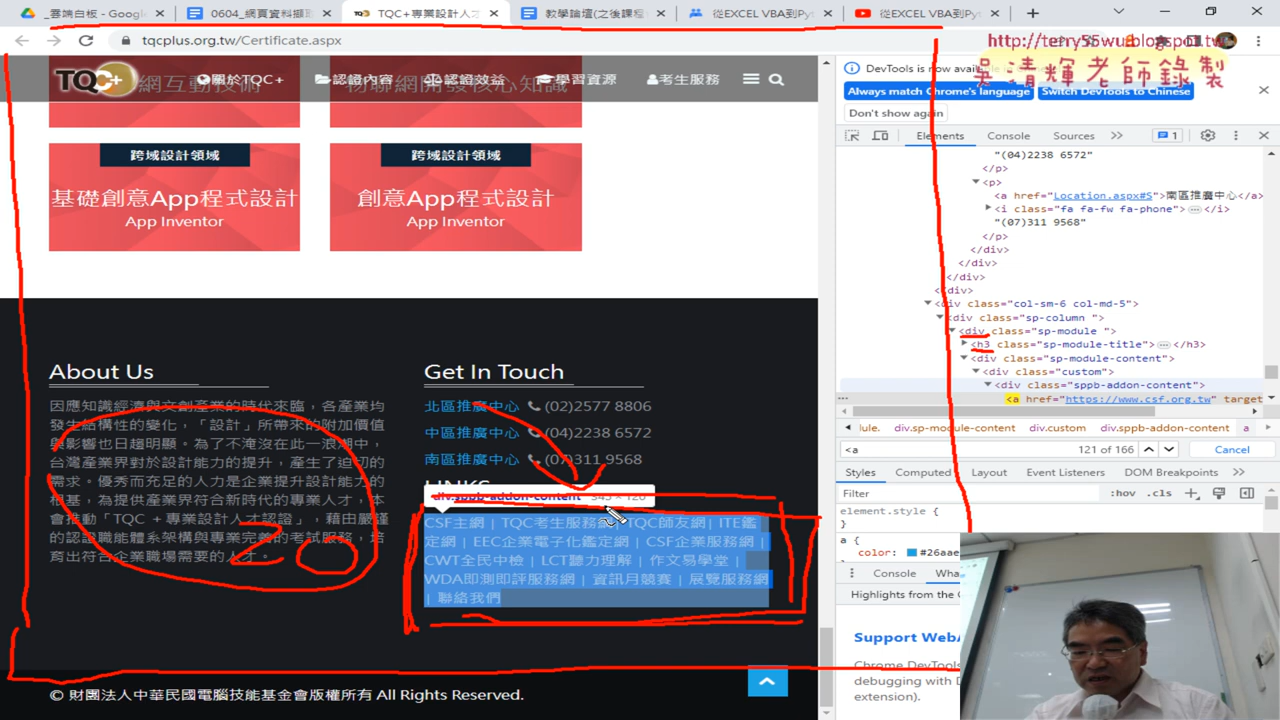 _雲端白板 - Google
0604_網頁資料擷取
TQC+專業設計人才
教學論壇(之後課程
從EXCEL VBA到Pyt
從EXCEL VBA到Pyt
tqcplus.org.tw/Certificate.aspx
http://terry55wu.blogspot.tw
吳清輝老師錄製
TQC+
關於TQC+
認證內容
認證效益
學習資源
考生服務
網互動技術
物聯網開發核心知識
跨域設計領域
基礎創意App程式設計
App Inventor
跨域設計領域
創意App程式設計
App Inventor
About Us
因應知識經濟與文創產業的時代來臨，各產業均
發生結構性的變化，「設計」所帶來的附加價值
與影響也日趨明顯。為了不淹沒在此一浪潮中，
台灣產業界對於設計能力的提升，產生了迫切的
需求。優秀而充足的人力是企業提升設計能力的
根基，為提供產業界符合新時代的專業人才，本
會推動「TQC +專業設計人才認證」，藉由嚴謹
的認證職能體系架構與專業完善的考試服務，培
育出符合企業職場需要的人才。
Get In Touch
北區推廣中心 (02)2577 8806
中區推廣中心 (04)2238 6572
南區推廣中心 (07)311 9568
LINKS
div.sppb-addon-content 345 × 120
CSF主網 | TQC考生服務網 | TQC師友網 | ITE鑑
定網 | EEC企業電子化鑑定網 | CSF企業服務網 |
CWT全民中檢 | LCT聽力理解 | 作文易學堂 |
WDA即測即評服務網 | 資訊月競賽 | 展覽服務網
| 聯絡我們
© 財團法人中華民國電腦技能基金會版權所有 All Rights Reserved.
DevTools is now avai
Always match Chrome's language
Switch DevTools to Chinese
Don't show again
Elements
Console
Sources
1
"(04)2238 6572"
</p>
<p>
<a href="Location.aspx#S">南區推廣中心</a>
<i class="fa fa-fw fa-phone">…</i>
"(07)311 9568"
</p>
</div>
</div>
</div>
</div>
<div class="col-sm-6 col-md-5">
<div class="sp-column ">
<div class="sp-module ">
<h3 class="sp-module-title">…</h3>
<div class="sp-module-content">
<div class="custom">
<div class="sppb-addon-content">
<a href="https://www.csf.org.tw" target
lule.
div.sp-module-content
div.custom
div.sppb-addon-content
a
<a
121 of 166
Cancel
Styles
Computed
Layout
Event Listeners
DOM Breakpoints
Filter
:hov .cls
element.style {
}
a {
color: #26aae
Console
Wha
Highlights from the C
Support WebA
Chrome DevTools
debugging with D
extension).